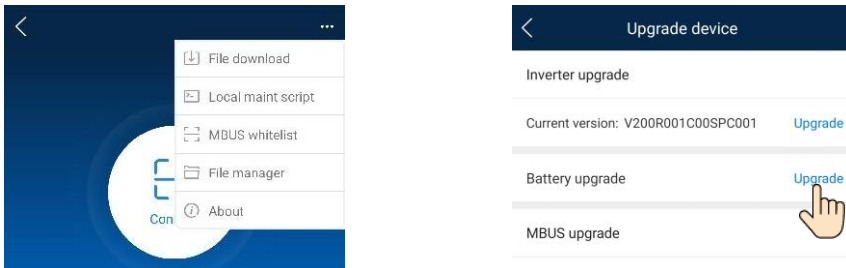 File download
Local maint script
MBUS whitelist
File manager
About
Con
Upgrade device
Inverter upgrade
Current version: V200R001C00SPC001 Upgrade
Battery upgrade Upgrade
MBUS upgrade